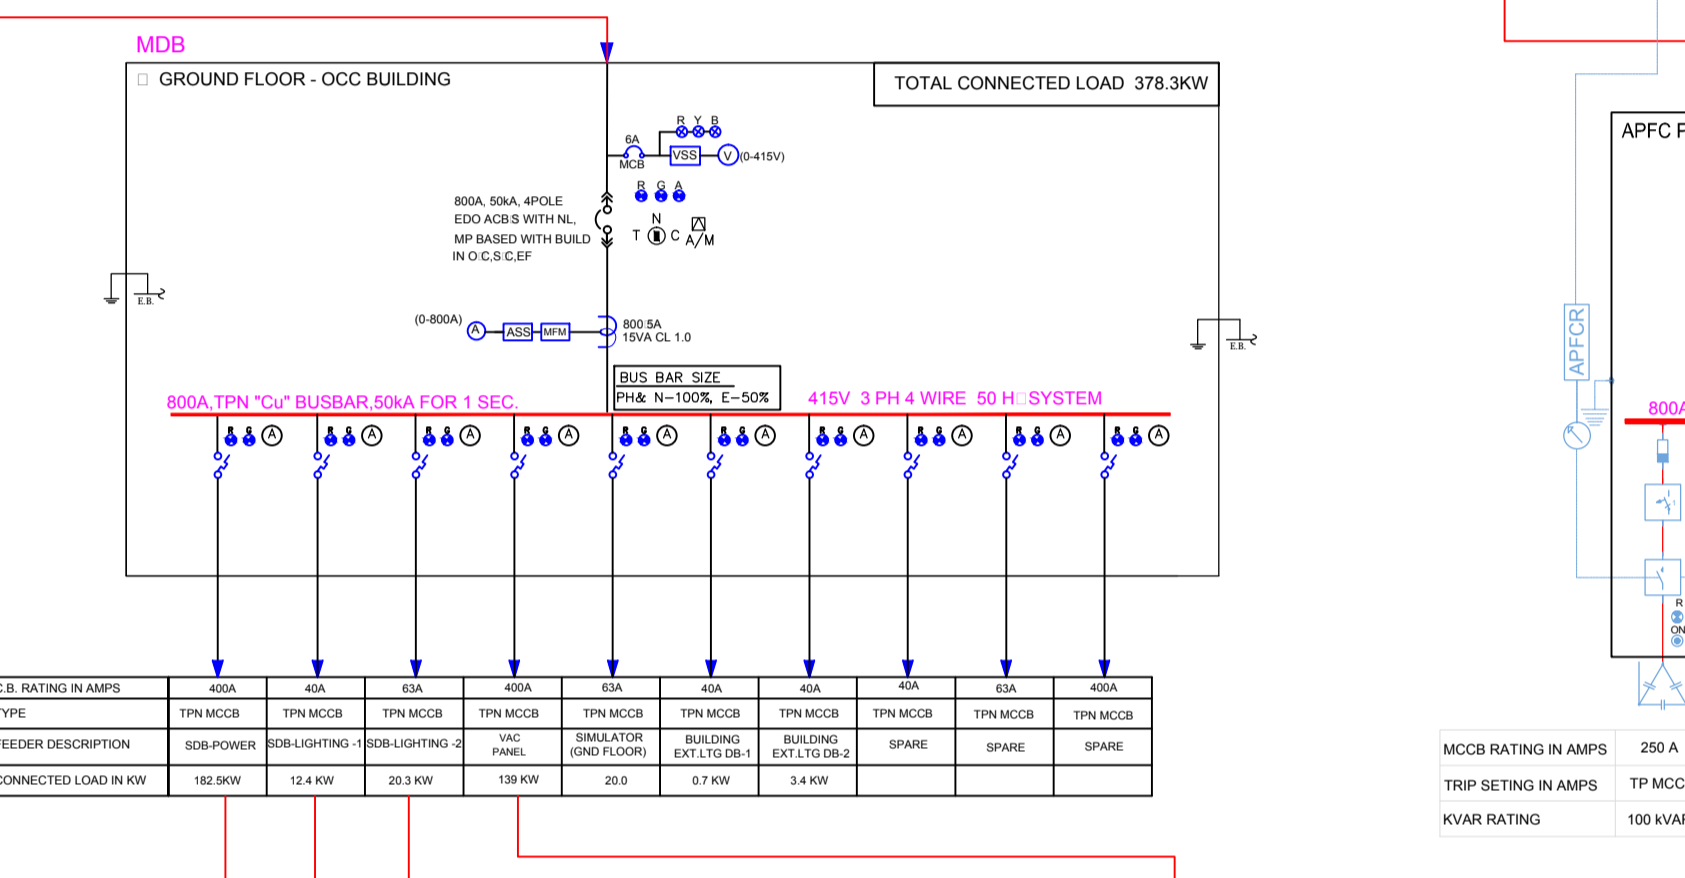 MDB
GROUND FLOOR - OCC BUILDING
TOTAL CONNECTED LOAD 378.3KW
R Y B
6A
MCB
VSS
V
(0-415V)
R G A
800A, 50kA, 4POLE
EDO ACB'S WITH NL,
MP BASED WITH BUILD
IN O\C,S\C,EF
N
T
C
A/M
E.B.
(0-800A)
A
ASS
MFM
800\5A
15VA CL 1.0
E.B.
BUS BAR SIZE
PH& N-100%, E-50%
800A,TPN "Cu" BUSBAR,50kA FOR 1 SEC.
415V 3 PH 4 WIRE 50 H□ SYSTEM
R G A R G A R G A R G A R G A R G A R G A R G A R G A R G A
C.B. RATING IN AMPS 400A 40A 63A 400A 63A 40A 40A 40A 63A 400A
TYPE TPN MCCB TPN MCCB TPN MCCB TPN MCCB TPN MCCB TPN MCCB TPN MCCB TPN MCCB TPN MCCB TPN MCCB
FEEDER DESCRIPTION SDB-POWER SDB-LIGHTING -1 SDB-LIGHTING -2 VAC PANEL SIMULATOR (GND FLOOR) BUILDING EXT.LTG DB-1 BUILDING EXT.LTG DB-2 SPARE SPARE SPARE
CONNECTED LOAD IN KW 182.5KW 12.4 KW 20.3 KW 139 KW 20.0 0.7 KW 3.4 KW
APFC P
APFCR
800A
R
ON
MCCB RATING IN AMPS 250 A
TRIP SETING IN AMPS TP MCC
KVAR RATING 100 kVAR